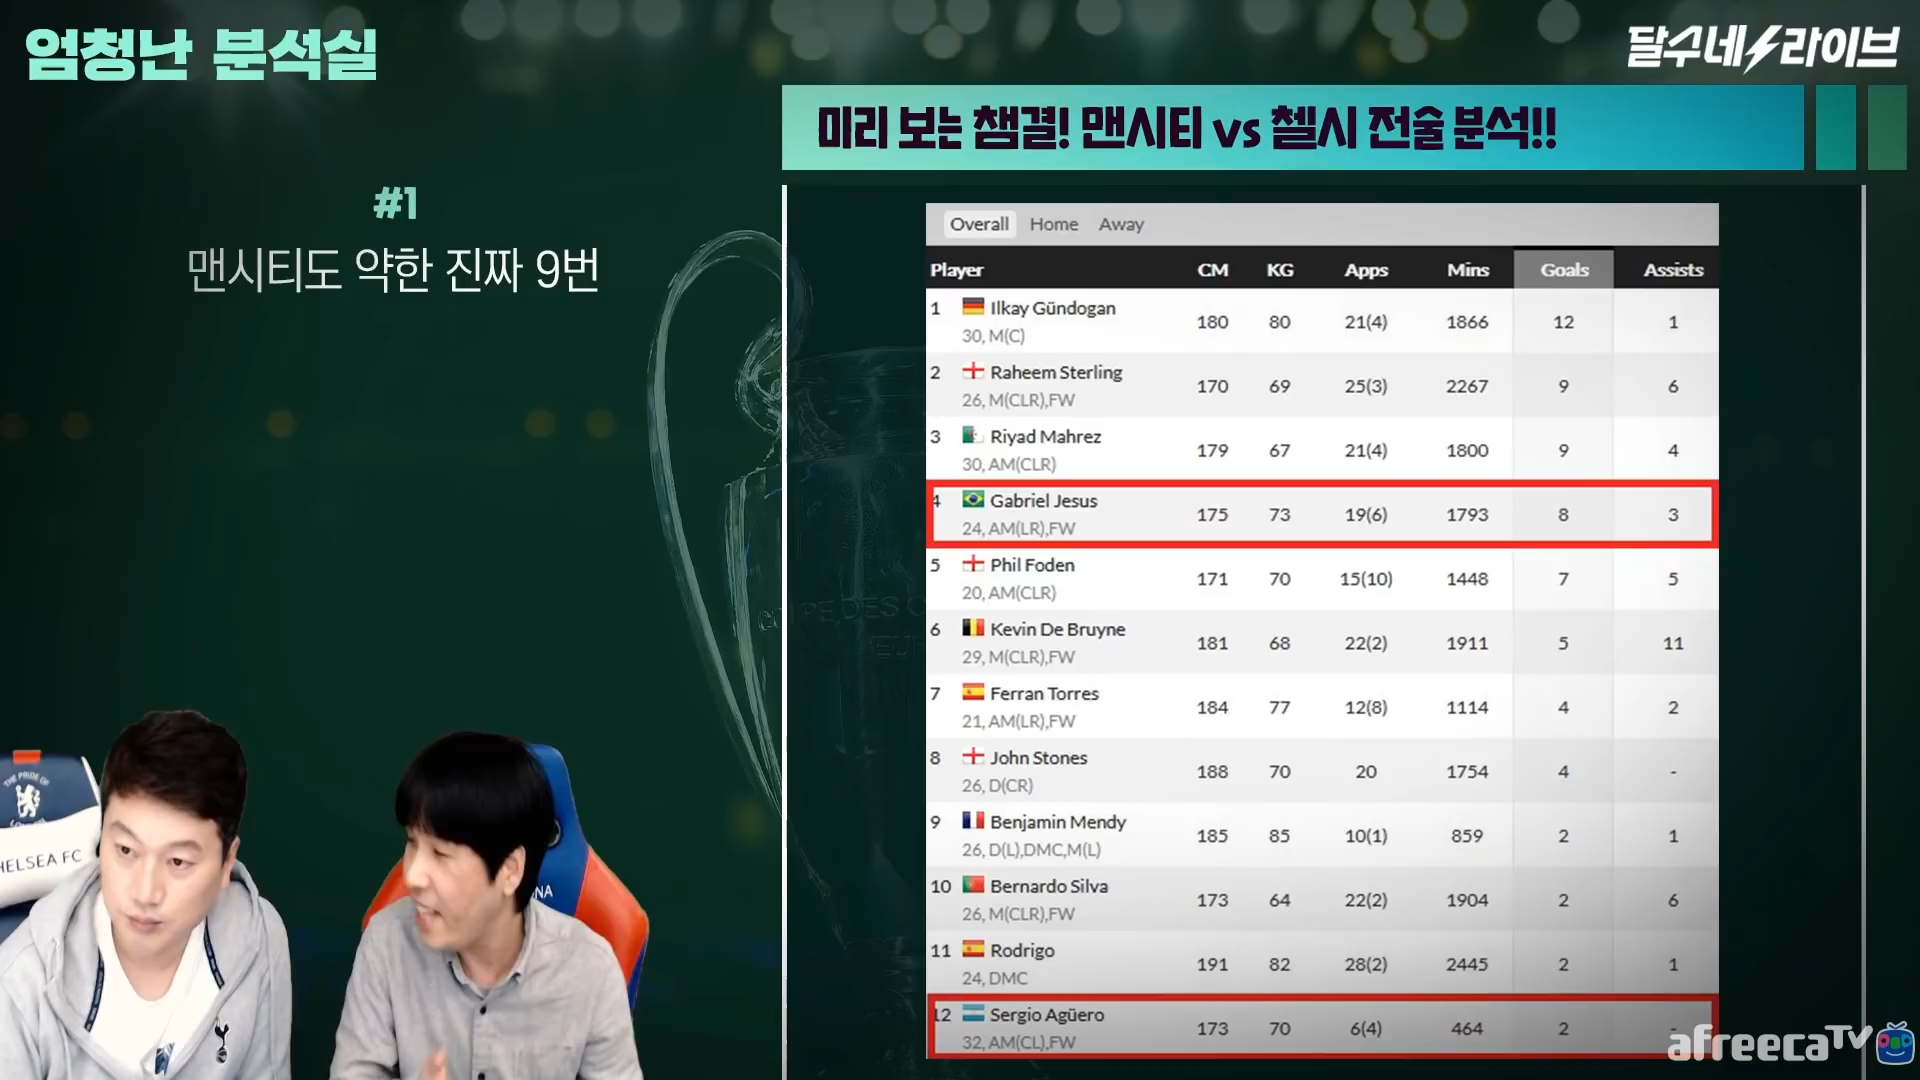 엄청난 분석실
달수네 라이브
미리 보는 챔결! 맨시티 vs 첼시 전술 분석!!
#1
맨시티도 약한 진짜 9번
Overall Home Away
Player CM KG Apps Mins Goals Assists
1 Ilkay Gündogan 180 80 21(4) 1866 12 1
30, M(C)
2 Raheem Sterling 170 69 25(3) 2267 9 6
26, M(CLR),FW
3 Riyad Mahrez 179 67 21(4) 1800 9 4
30, AM(CLR)
4 Gabriel Jesus 175 73 19(6) 1793 8 3
24, AM(LR),FW
5 Phil Foden 171 70 15(10) 1448 7 5
20, AM(CLR)
6 Kevin De Bruyne 181 68 22(2) 1911 5 11
29, M(CLR),FW
7 Ferran Torres 184 77 12(8) 1114 4 2
21, AM(LR),FW
8 John Stones 188 70 20 1754 4 -
26, D(CR)
9 Benjamin Mendy 185 85 10(1) 859 2 1
26, D(L),DMC,M(L)
10 Bernardo Silva 173 64 22(2) 1904 2 6
26, M(CLR),FW
11 Rodrigo 191 82 28(2) 2445 2 1
24, DMC
12 Sergio Agüero 173 70 6(4) 464 2 -
32, AM(CL),FW
THE PRIDE OF
HELSEA FC
NA
afreecaTV